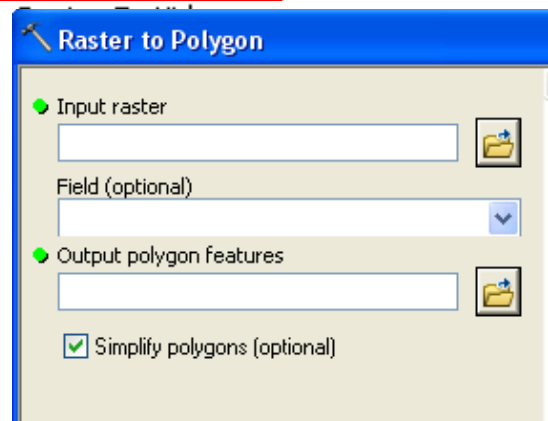 Raster to Polygon
Input raster
Field (optional)
Output polygon features
Simplify polygons (optional)